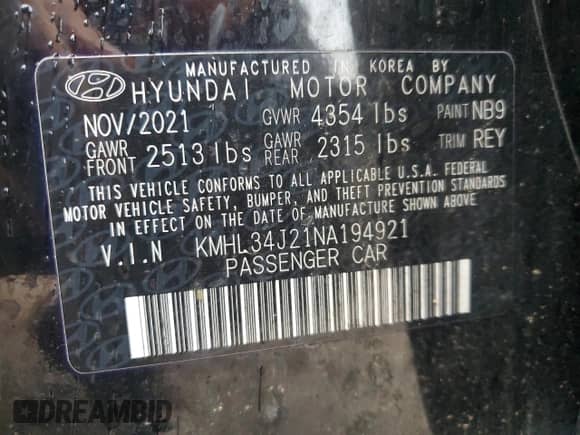 MANUFACTURED IN KOREA BY
HYUNDAI MOTOR COMPANY
NOV/2021 GVWR 4354 lbs PAINT NB9
GAWR FRONT 2513 lbs GAWR REAR 2315 lbs TRIM REY
THIS VEHICLE CONFORMS TO ALL APPLICABLE U.S.A. FEDERAL
MOTOR VEHICLE SAFETY, BUMPER, AND THEFT PREVENTION STANDARDS
IN EFFECT ON THE DATE OF MANUFACTURE SHOWN ABOVE.
V.I.N KMHL34J21NA194921
PASSENGER CAR
DREAMBID